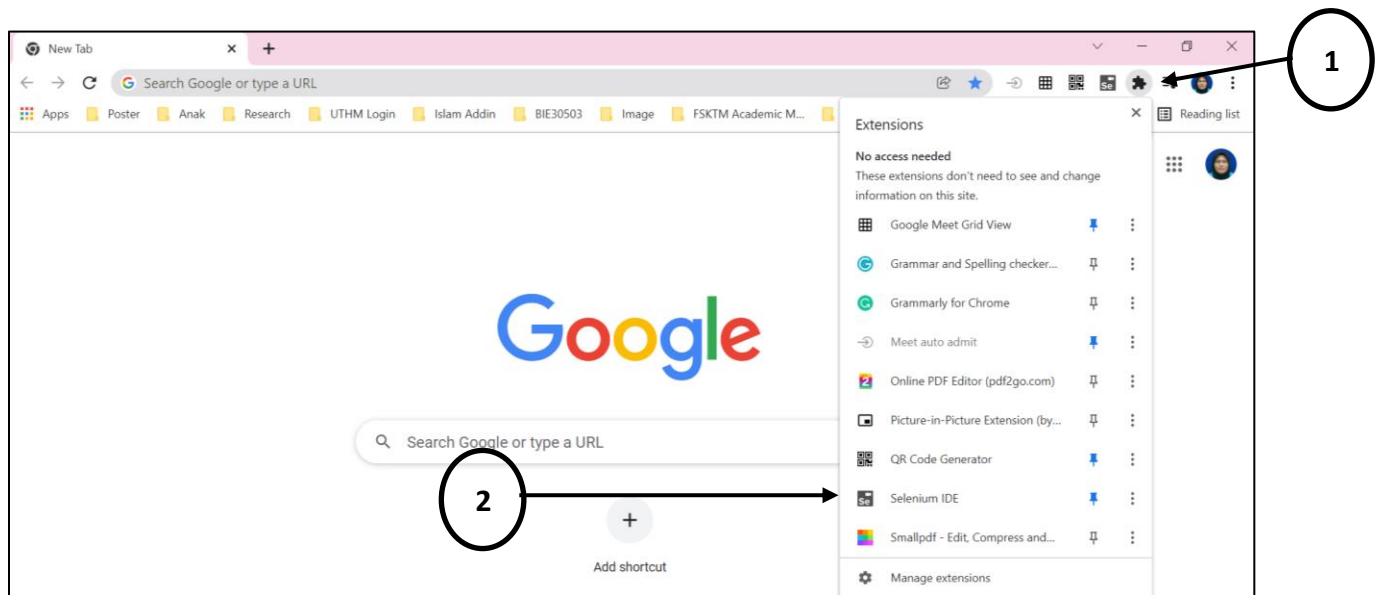 1
New Tab
Search Google or type a URL
Apps Poster Anak Research UTHM Login Islam Addin BIE30503 Image FSKTM Academic M... Reading list
Extensions
No access needed
These extensions don't need to see and change
information on this site.
Google Meet Grid View
Grammar and Spelling checker...
Grammarly for Chrome
Meet auto admit
Online PDF Editor (pdf2go.com)
Picture-in-Picture Extension (by...
QR Code Generator
Se Selenium IDE
Smallpdf - Edit, Compress and...
Manage extensions
Google
Search Google or type a URL
2
Add shortcut